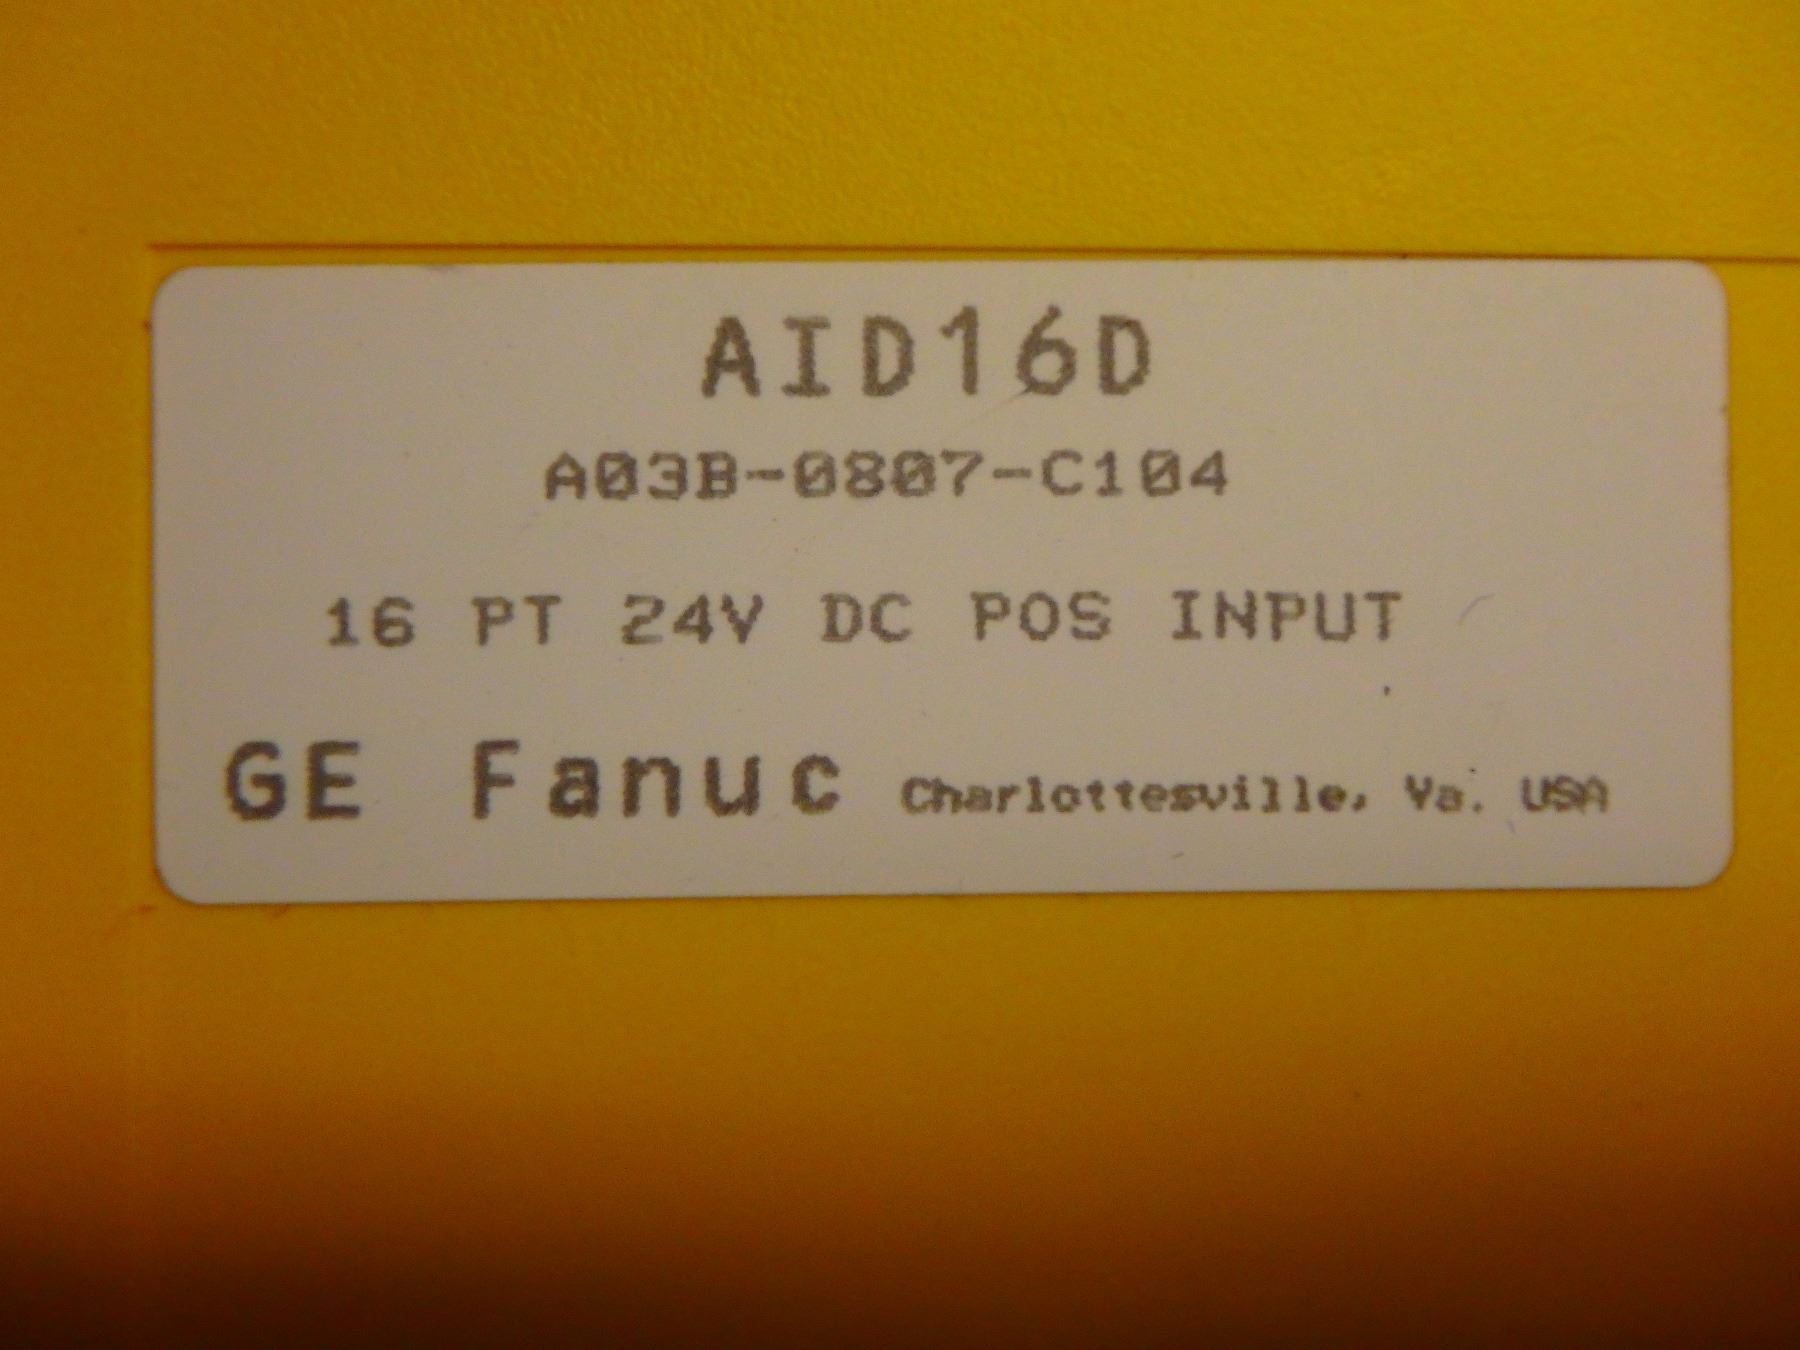 AID16D
A03B-0807-C104
16 PT 24V DC POS INPUT
GE Fanuc Charlottesville, Va. USA